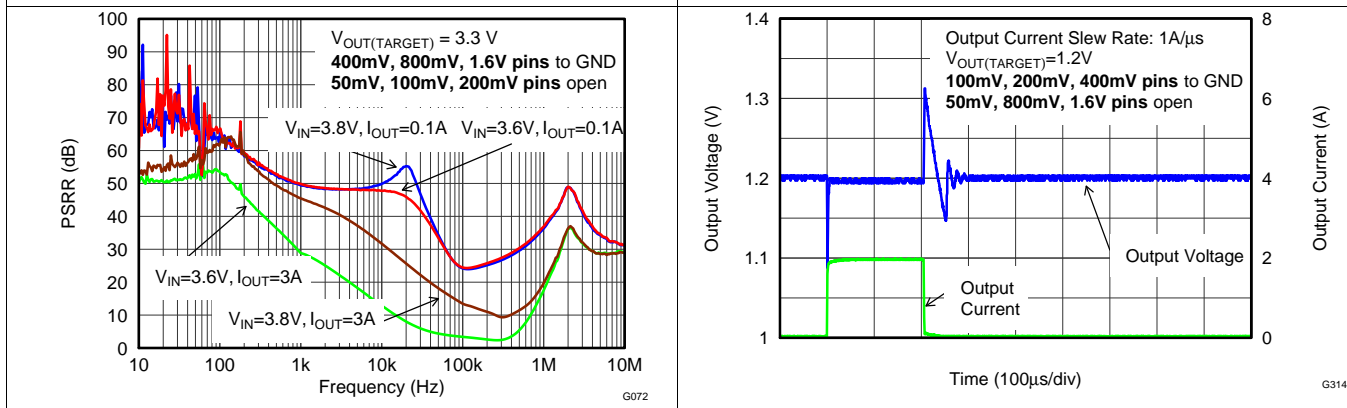 100
90
80
70
60
50
40
30
20
10
0
PSRR (dB)
V_OUT(TARGET) = 3.3 V
400mV, 800mV, 1.6V pins to GND
50mV, 100mV, 200mV pins open
V_IN=3.8V, I_OUT=0.1A
V_IN=3.6V, I_OUT=0.1A
V_IN=3.6V, I_OUT=3A
V_IN=3.8V, I_OUT=3A
10 100 1k 10k 100k 1M 10M
Frequency (Hz)
G072
1.4
1.3
1.2
1.1
1
Output Voltage (V)
Output Current Slew Rate: 1A/μs
V_OUT(TARGET)=1.2V
100mV, 200mV, 400mV pins to GND
50mV, 800mV, 1.6V pins open
Output Voltage
Output
Current
8
6
4
2
0
Output Current (A)
Time (100μs/div)
G314